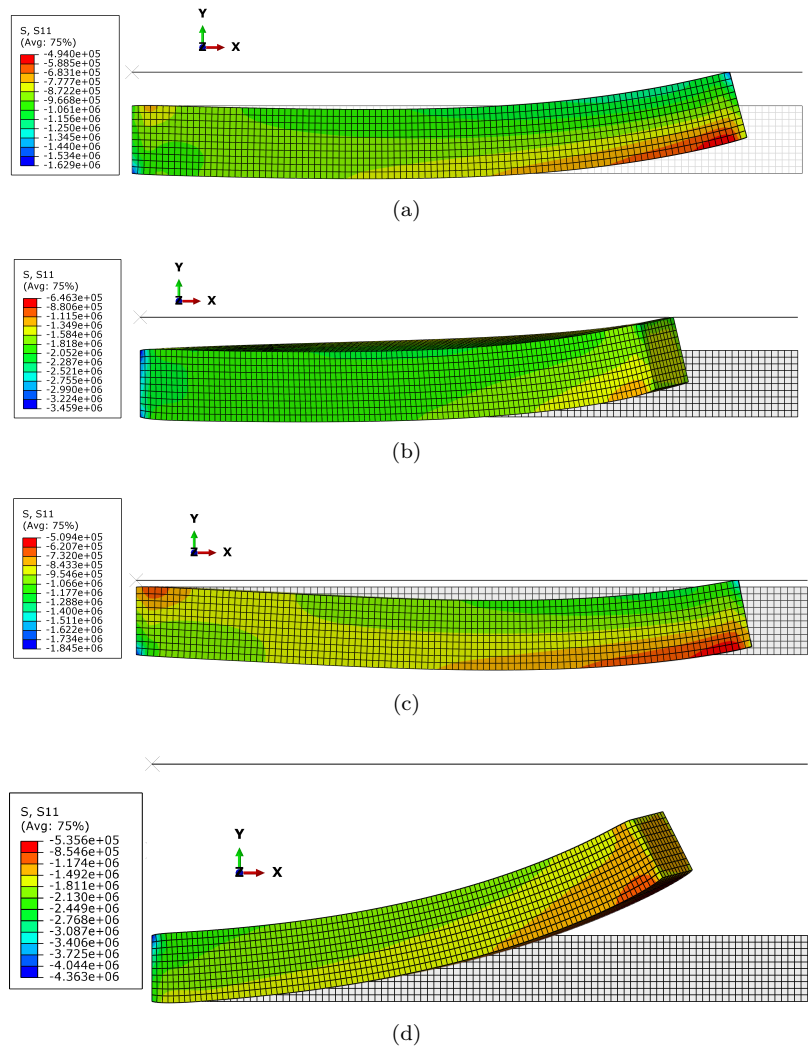 Y
X
Z
S, S11
(Avg: 75%)
-4.940e+05
-5.885e+05
-6.831e+05
-7.777e+05
-8.722e+05
-9.668e+05
-1.061e+06
-1.156e+06
-1.250e+06
-1.345e+06
-1.440e+06
-1.534e+06
-1.629e+06
(a)
Y
X
Z
S, S11
(Avg: 75%)
-6.463e+05
-8.806e+05
-1.115e+06
-1.349e+06
-1.584e+06
-1.818e+06
-2.052e+06
-2.287e+06
-2.521e+06
-2.755e+06
-2.990e+06
-3.224e+06
-3.459e+06
(b)
Y
X
Z
S, S11
(Avg: 75%)
-5.094e+05
-6.207e+05
-7.320e+05
-8.433e+05
-9.546e+05
-1.066e+06
-1.177e+06
-1.288e+06
-1.400e+06
-1.511e+06
-1.622e+06
-1.734e+06
-1.845e+06
(c)
Y
X
Z
S, S11
(Avg: 75%)
-5.356e+05
-8.546e+05
-1.174e+06
-1.492e+06
-1.811e+06
-2.130e+06
-2.449e+06
-2.768e+06
-3.087e+06
-3.406e+06
-3.725e+06
-4.044e+06
-4.363e+06
(d)